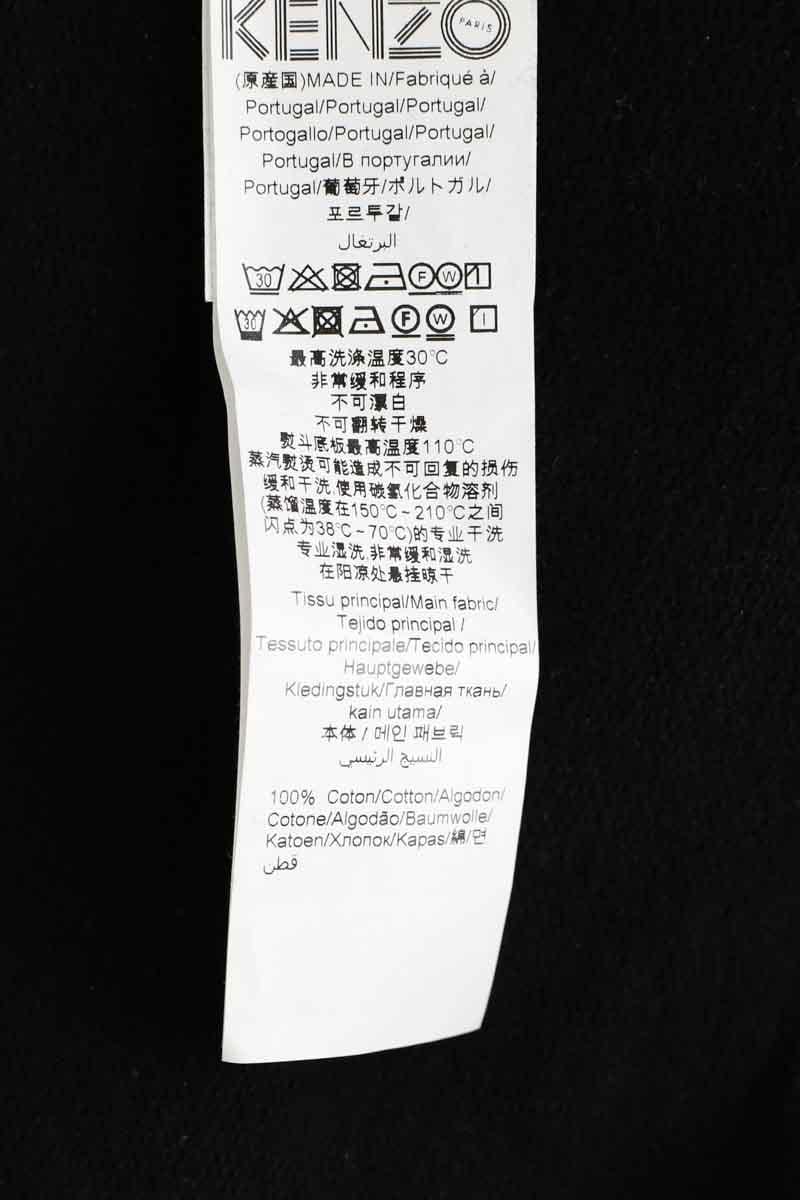 KENZO
PARIS
(原産国)MADE IN/Fabriqué à/
Portugal/Portugal/Portugal/
Portogallo/Portugal/Portugal/
Portugal/В португалии/
Portugal/葡萄牙/ポルトガル/
포르투갈/
البرتغال
30 F W
30 F W
最高洗涤温度30°C
非常缓和程序
不可漂白
不可翻转干燥
熨斗底板最高温度110°C
蒸汽熨烫可能造成不可回复的损伤
缓和干洗,使用碳氢化合物溶剂
(蒸馏温度在150°C~210°C之间
闪点为38°C~70°C)的专业干洗
专业湿洗,非常缓和湿洗
在阳凉处悬挂晾干
Tissu principal/Main fabric/
Tejido principal /
Tessuto principale/Tecido principal/
Hauptgewebe/
Kledingstuk/Главная ткань/
kain utama/
本体 / 메인 패브릭
النسيج الرئيسي
100% Coton/Cotton/Algodon/
Cotone/Algodão/Baumwolle/
Katoen/Хлопок/Kapas/綿/면
قطن